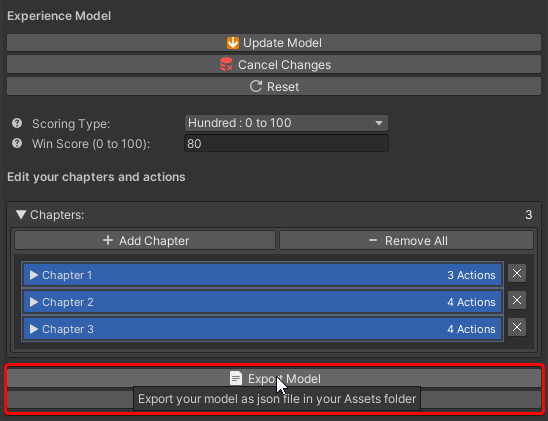 Experience Model
Update Model
Cancel Changes
Reset
Scoring Type: Hundred : 0 to 100
Win Score (0 to 100): 80
Edit your chapters and actions
Chapters: 3
Add Chapter Remove All
Chapter 1 3 Actions
Chapter 2 4 Actions
Chapter 3 4 Actions
Export Model
Export your model as json file in your Assets folder